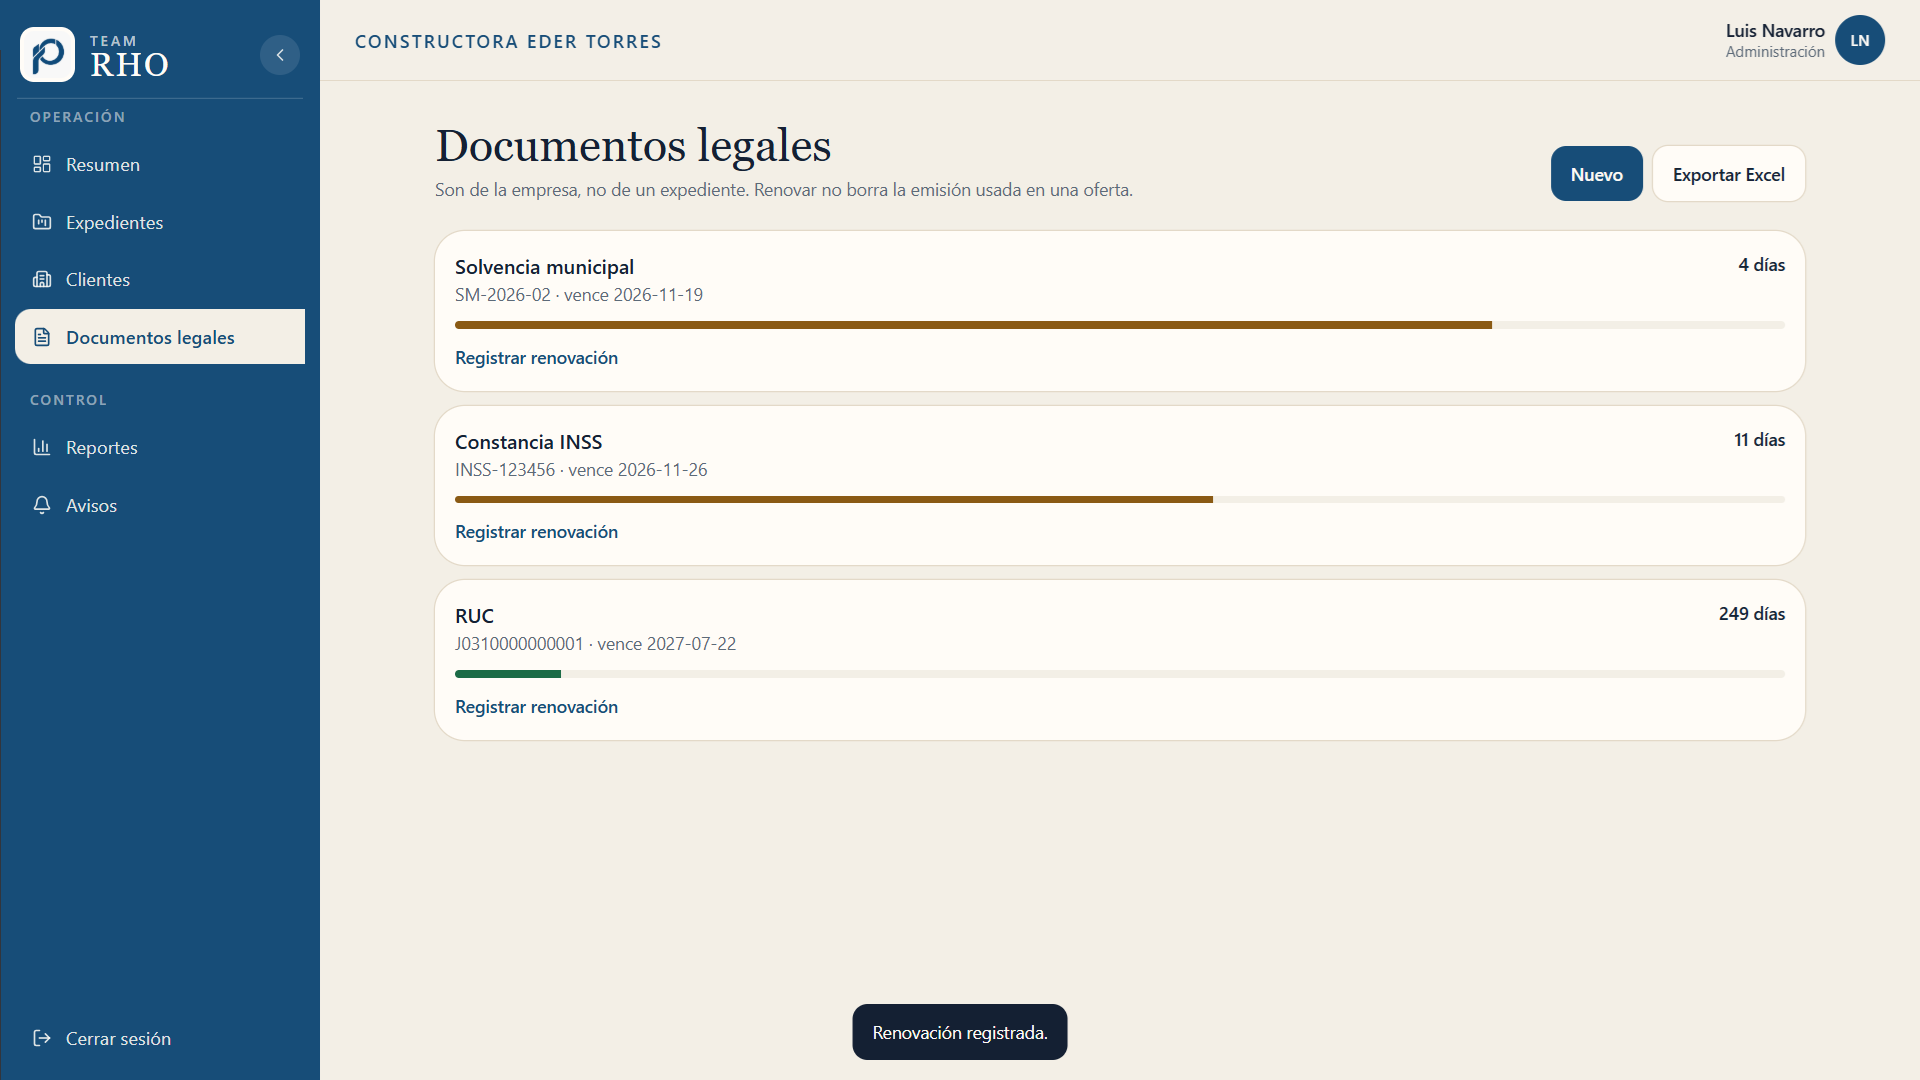 TEAM
RHO
OPERACIÓN
Resumen
Expedientes
Clientes
Documentos legales
CONTROL
Reportes
Avisos
Cerrar sesión
CONSTRUCTORA EDER TORRES
Luis Navarro
Administración
LN
Documentos legales
Son de la empresa, no de un expediente. Renovar no borra la emisión usada en una oferta.
Nuevo
Exportar Excel
Solvencia municipal
4 días
SM-2026-02 · vence 2026-11-19
Registrar renovación
Constancia INSS
11 días
INSS-123456 · vence 2026-11-26
Registrar renovación
RUC
249 días
J0310000000001 · vence 2027-07-22
Registrar renovación
Renovación registrada.